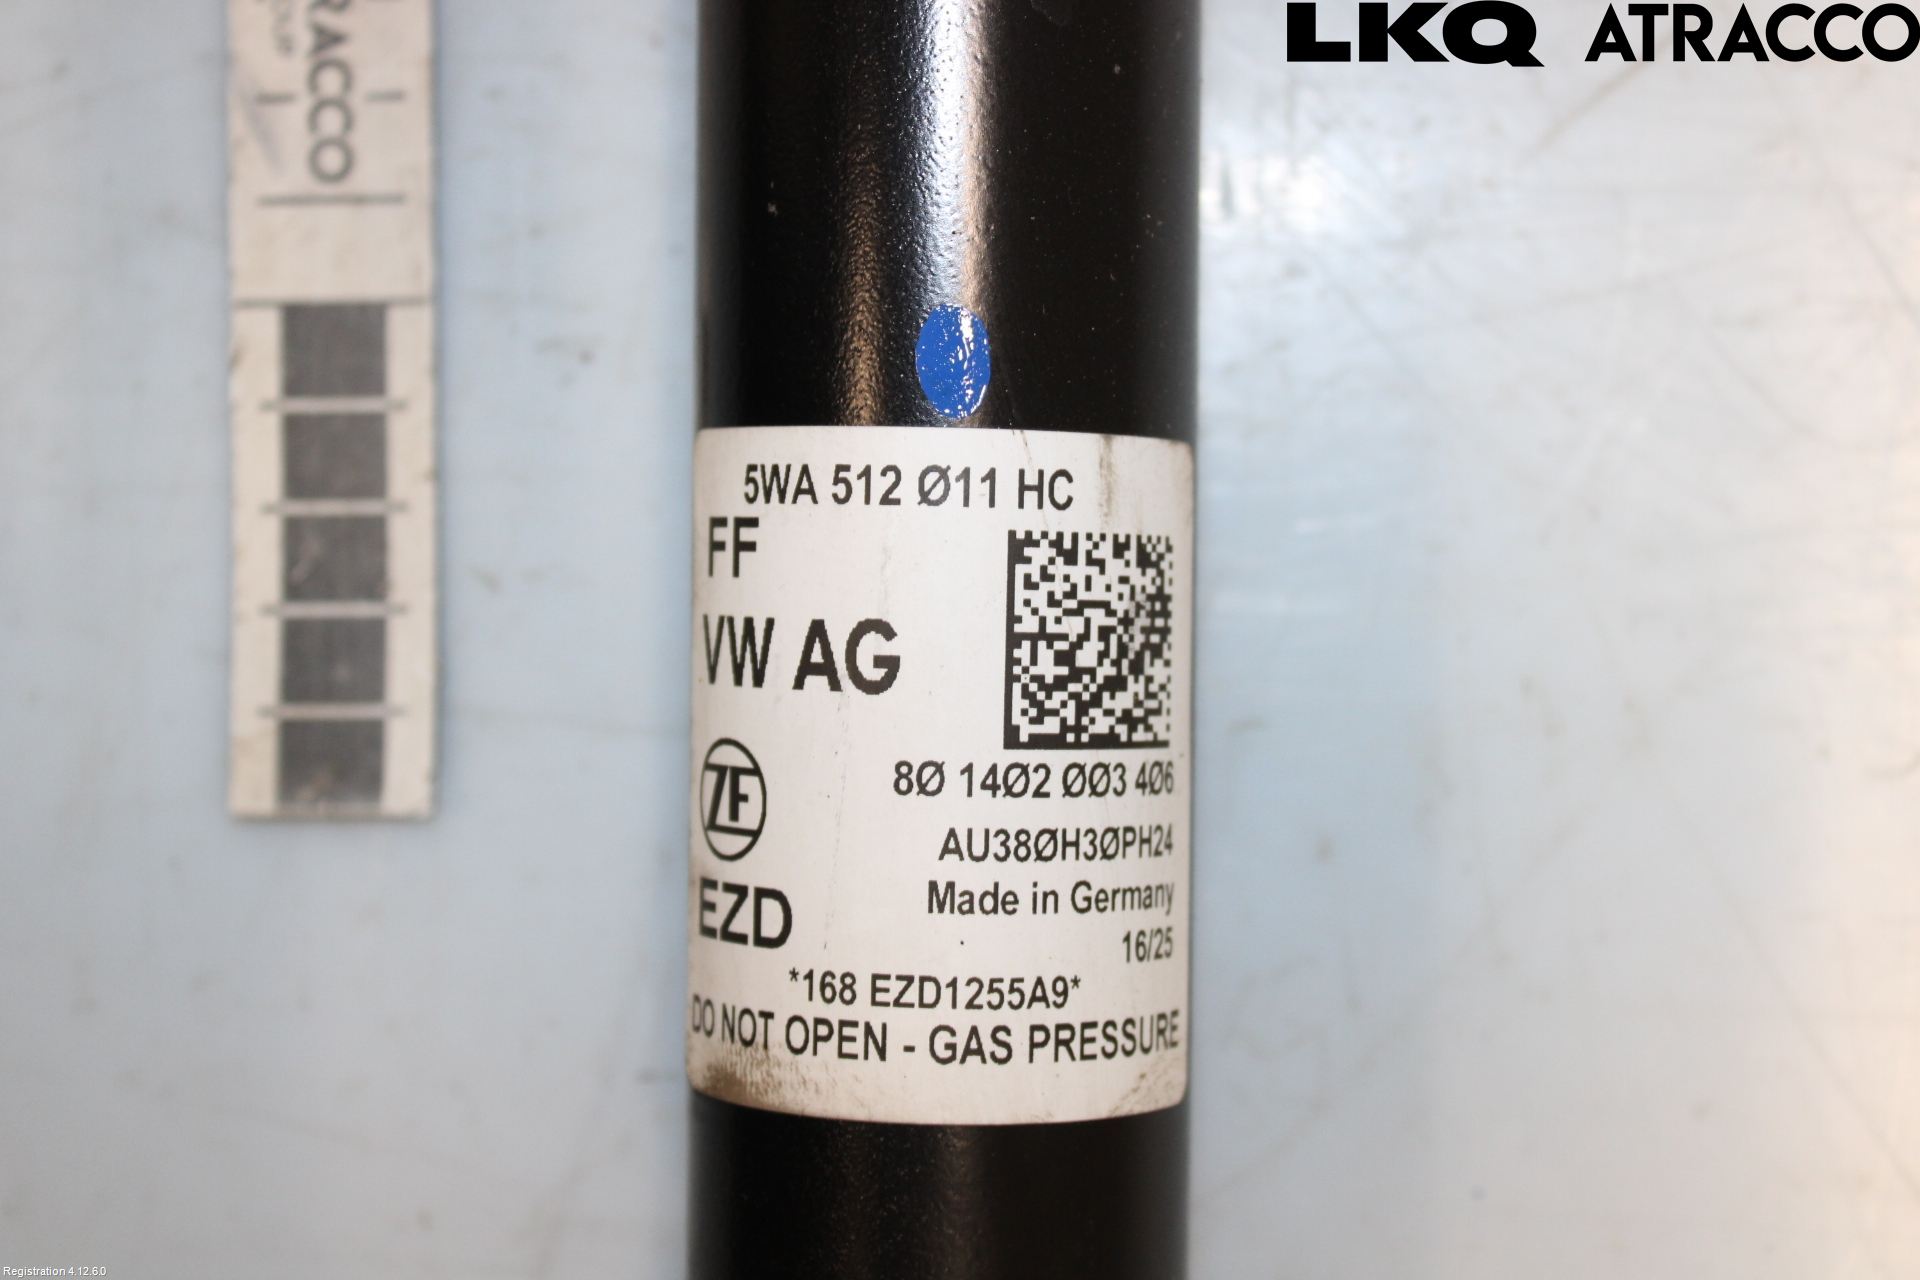 LKQ ATRACCO
RACCO
5WA 512 Ø11 HC
FF
VW AG
ZF
8Ø 14Ø2 ØØ3 4Ø6
AU38ØH3ØPH24
EZD
Made in Germany
16/25
*168 EZD1255A9*
DO NOT OPEN - GAS PRESSURE
Registration 4.12.6.0